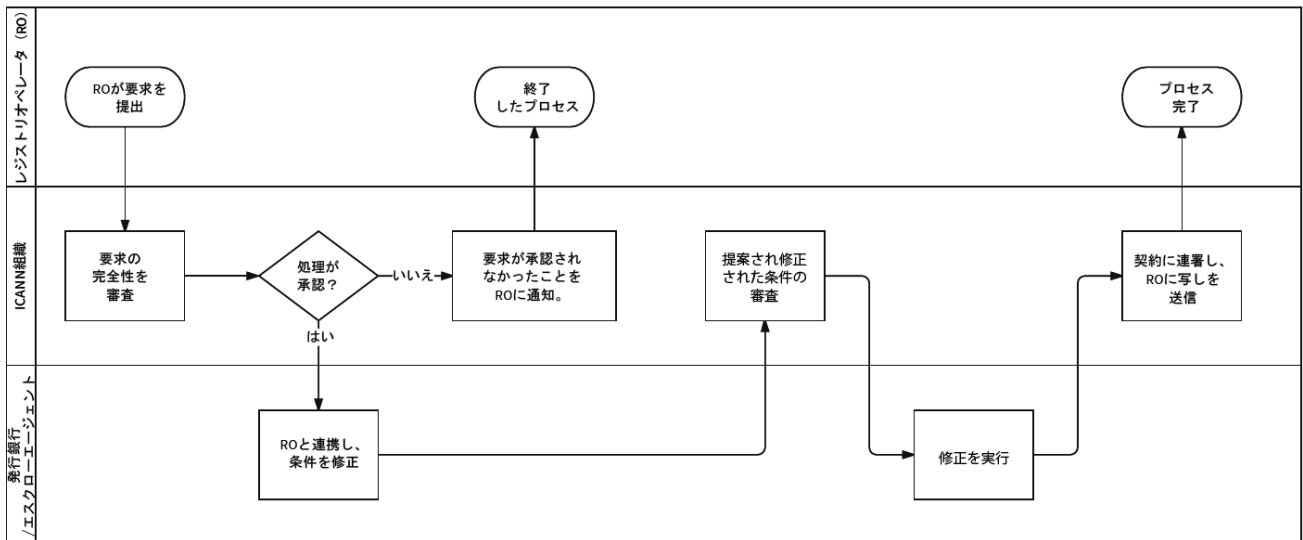 レジストリオペレータ（RO）
ROが要求を
提出
終了
したプロセス
プロセス
完了
ICANN組織
要求の
完全性を
審査
処理が
承認？
いいえ
要求が承認され
なかったことを
ROに通知。
提案され修正
された条件の
審査
契約に連署し、
ROに写しを
送信
はい
発行銀行
/エスクローエージェント
ROと連携し、
条件を修正
修正を実行